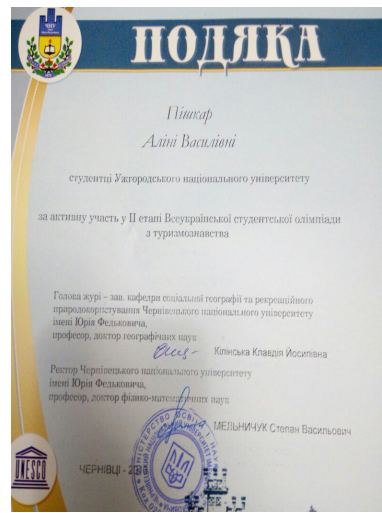 ПОДЯКА
Пішкар
Аліні Василівні
студентці Ужгородського національного університету
за активну участь у ІІ етапі Всеукраїнської студентської олімпіади
з туризмознавства
Голова журі – зав. кафедри соціальної географії та рекреаційного
природокористування Чернівецького національного університету
імені Юрія Федьковича,
професор, доктор географічних наук
Кілінська Клавдія Йосипівна
Ректор Чернівецького національного університету
імені Юрія Федьковича,
професор, доктор фізико-математичних наук
МЕЛЬНИЧУК Степан Васильович
UNESCO
ЧЕРНІВЦІ -